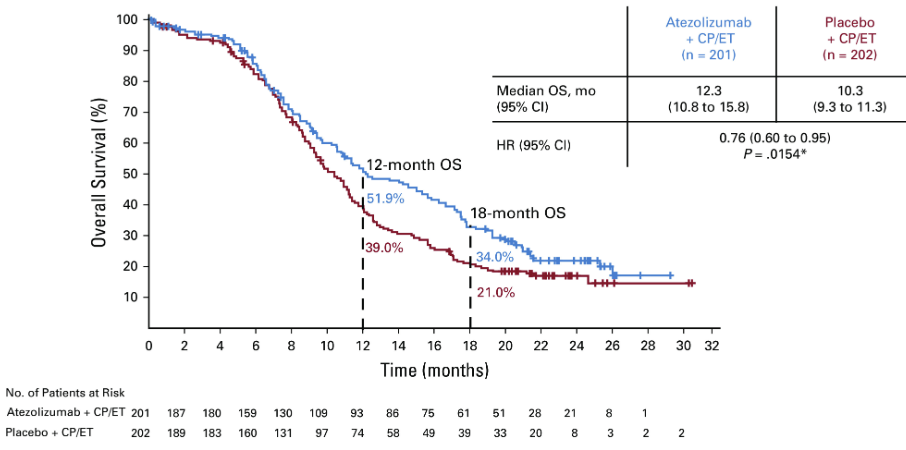 Overall Survival (%)
100
90
80
70
60
50
40
30
20
10
Atezolizumab + CP/ET (n = 201)
Placebo + CP/ET (n = 202)
Median OS, mo (95% CI)
12.3 (10.8 to 15.8)
10.3 (9.3 to 11.3)
HR (95% CI)
0.76 (0.60 to 0.95)
P = .0154*
12-month OS
51.9%
39.0%
18-month OS
34.0%
21.0%
0 2 4 6 8 10 12 14 16 18 20 22 24 26 28 30 32
Time (months)
No. of Patients at Risk
Atezolizumab + CP/ET 201 187 180 159 130 109 93 86 75 61 51 28 21 8 1
Placebo + CP/ET 202 189 183 160 131 97 74 58 49 39 33 20 8 3 2 2